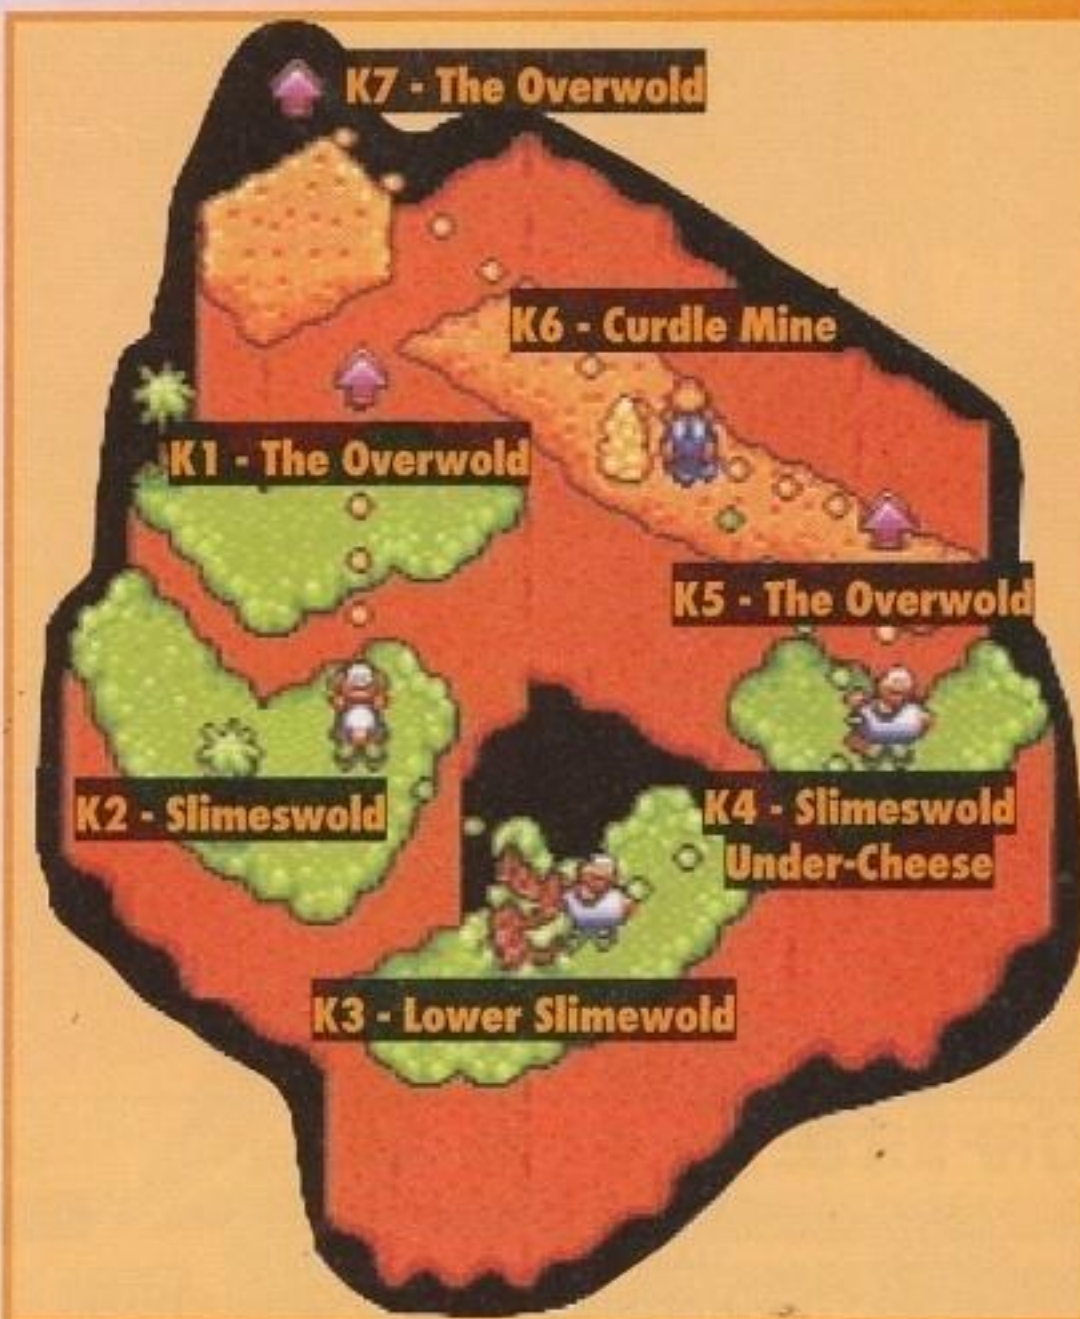 K7 - The Overwold
K6 - Curdle Mine
K1 - The Overwold
K5 - The Overwold
K2 - Slimeswold
K4 - Slimeswold
Under-Cheese
K3 - Lower Slimewold